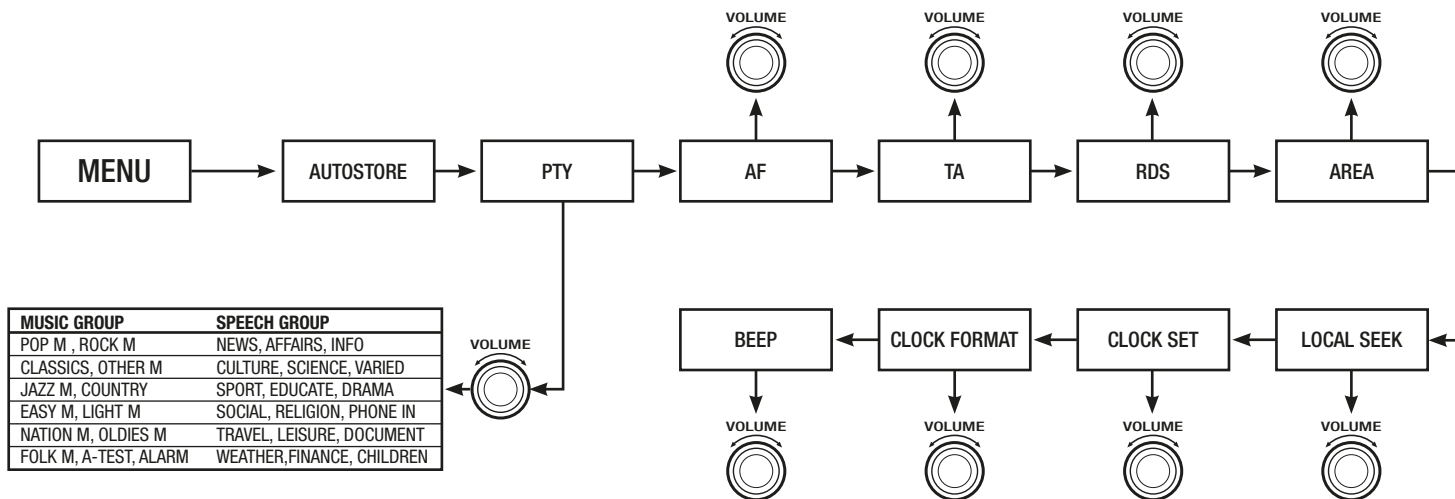 VOLUME VOLUME VOLUME VOLUME
MENU AUTOSTORE PTY AF TA RDS AREA
MUSIC GROUP SPEECH GROUP
POP M , ROCK M NEWS, AFFAIRS, INFO
CLASSICS, OTHER M CULTURE, SCIENCE, VARIED
JAZZ M, COUNTRY SPORT, EDUCATE, DRAMA
EASY M, LIGHT M SOCIAL, RELIGION, PHONE IN
NATION M, OLDIES M TRAVEL, LEISURE, DOCUMENT
FOLK M, A-TEST, ALARM WEATHER,FINANCE, CHILDREN
VOLUME
BEEP CLOCK FORMAT CLOCK SET LOCAL SEEK
VOLUME VOLUME VOLUME VOLUME